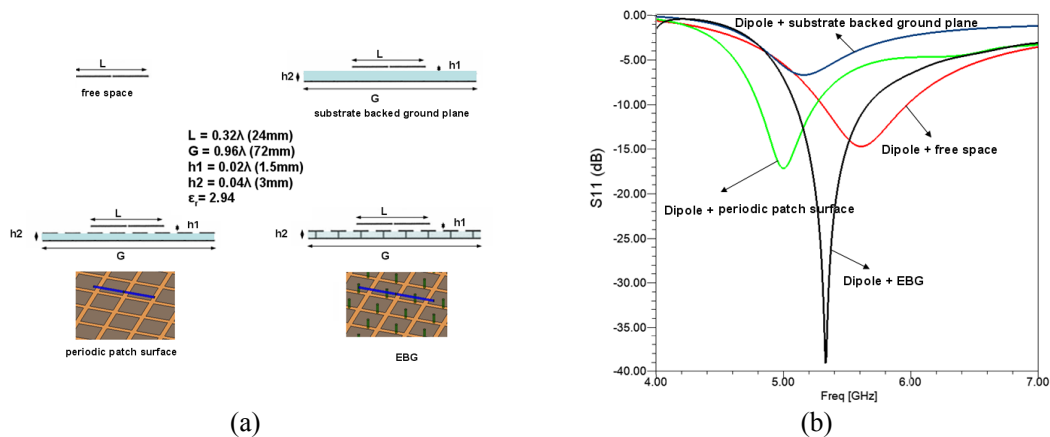 L
free space
L
h1
h2
G
substrate backed ground plane
L = 0.32λ (24mm)
G = 0.96λ (72mm)
h1 = 0.02λ (1.5mm)
h2 = 0.04λ (3mm)
εr = 2.94
L
h1
h2
G
periodic patch surface
L
h1
h2
G
EBG
(a)
0.00
-5.00
-10.00
-15.00
-20.00
-25.00
-30.00
-35.00
-40.00
S11 (dB)
Dipole + substrate backed ground plane
Dipole + free space
Dipole + periodic patch surface
Dipole + EBG
4.00
5.00
6.00
7.00
Freq [GHz]
(b)